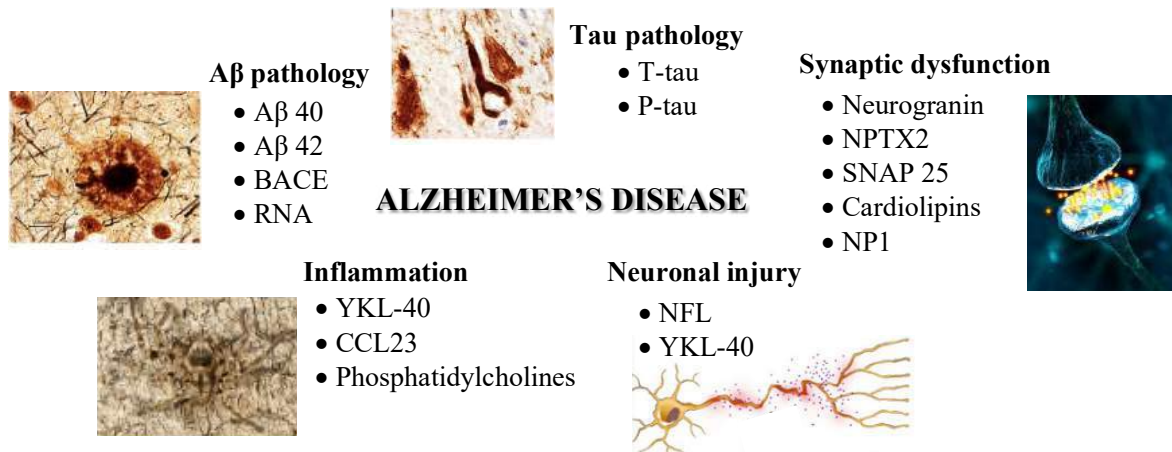 Aβ pathology
• Aβ 40
• Aβ 42
• BACE
• RNA
Tau pathology
• T-tau
• P-tau
Synaptic dysfunction
• Neurogranin
• NPTX2
• SNAP 25
• Cardiolipins
• NP1
ALZHEIMER’S DISEASE
Inflammation
• YKL-40
• CCL23
• Phosphatidylcholines
Neuronal injury
• NFL
• YKL-40